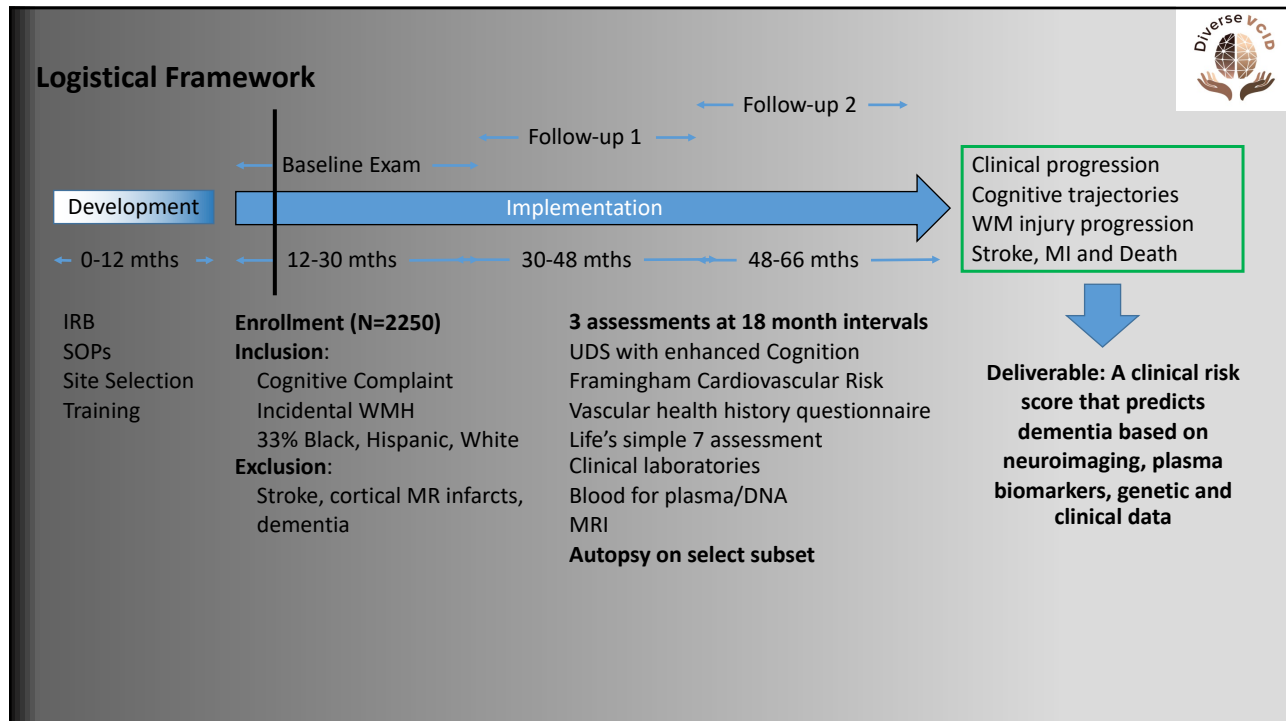 Diverse VCID
Logistical Framework
Follow-up 2
Follow-up 1
Baseline Exam
Development
Implementation
0-12 mths
12-30 mths
30-48 mths
48-66 mths
Clinical progression
Cognitive trajectories
WM injury progression
Stroke, MI and Death
IRB
SOPs
Site Selection
Training
Enrollment (N=2250)
Inclusion:
Cognitive Complaint
Incidental WMH
33% Black, Hispanic, White
Exclusion:
Stroke, cortical MR infarcts,
dementia
3 assessments at 18 month intervals
UDS with enhanced Cognition
Framingham Cardiovascular Risk
Vascular health history questionnaire
Life’s simple 7 assessment
Clinical laboratories
Blood for plasma/DNA
MRI
Autopsy on select subset
Deliverable: A clinical risk
score that predicts
dementia based on
neuroimaging, plasma
biomarkers, genetic and
clinical data